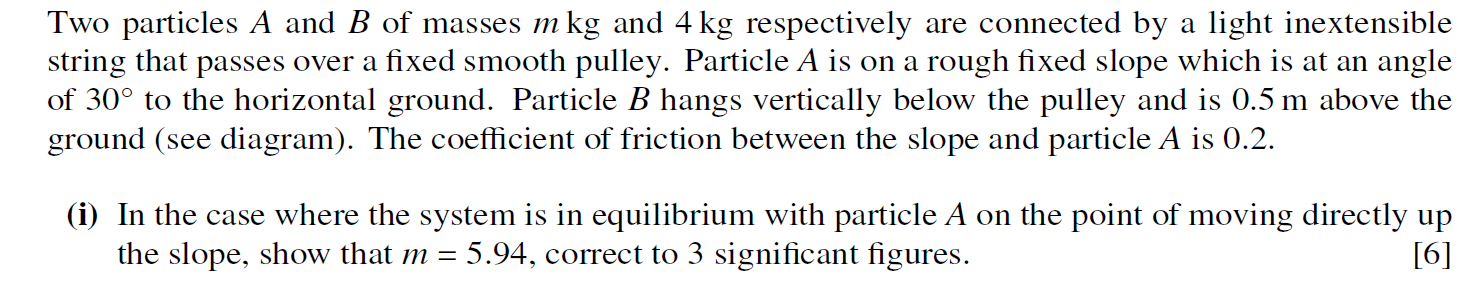 Two particles A and B of masses m kg and 4 kg respectively are connected by a light inextensible
string that passes over a fixed smooth pulley. Particle A is on a rough fixed slope which is at an angle
of 30° to the horizontal ground. Particle B hangs vertically below the pulley and is 0.5 m above the
ground (see diagram). The coefficient of friction between the slope and particle A is 0.2.
(i) In the case where the system is in equilibrium with particle A on the point of moving directly up
the slope, show that m = 5.94, correct to 3 significant figures. [6]